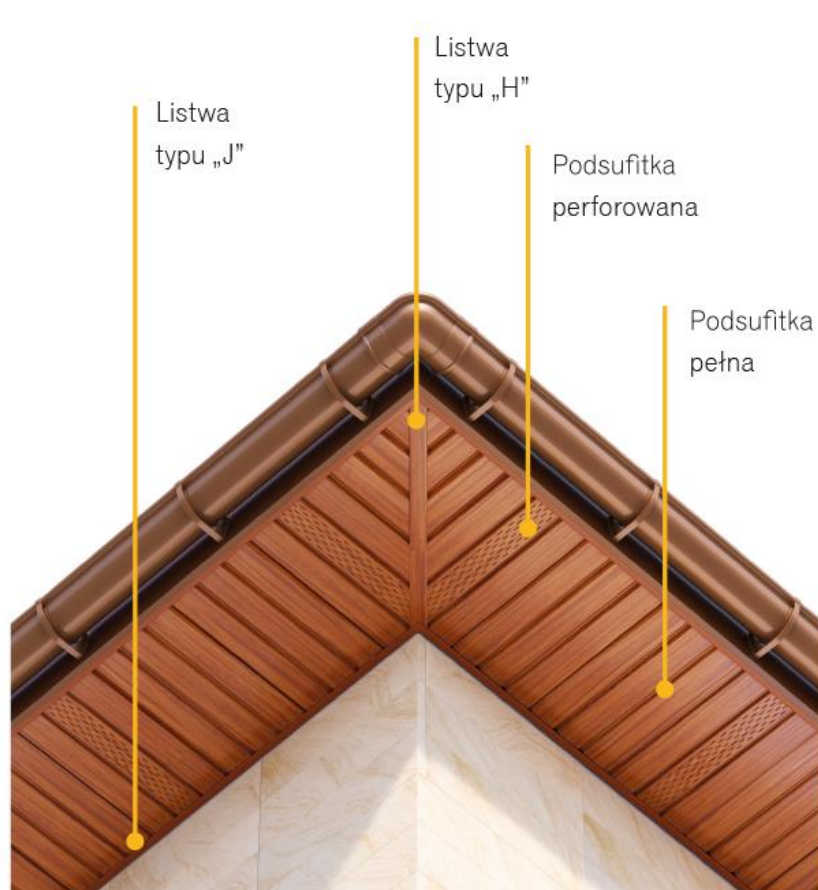 Listwa
typu „H”
Listwa
typu „J”
Podsufitka
perforowana
Podsufitka
pełna